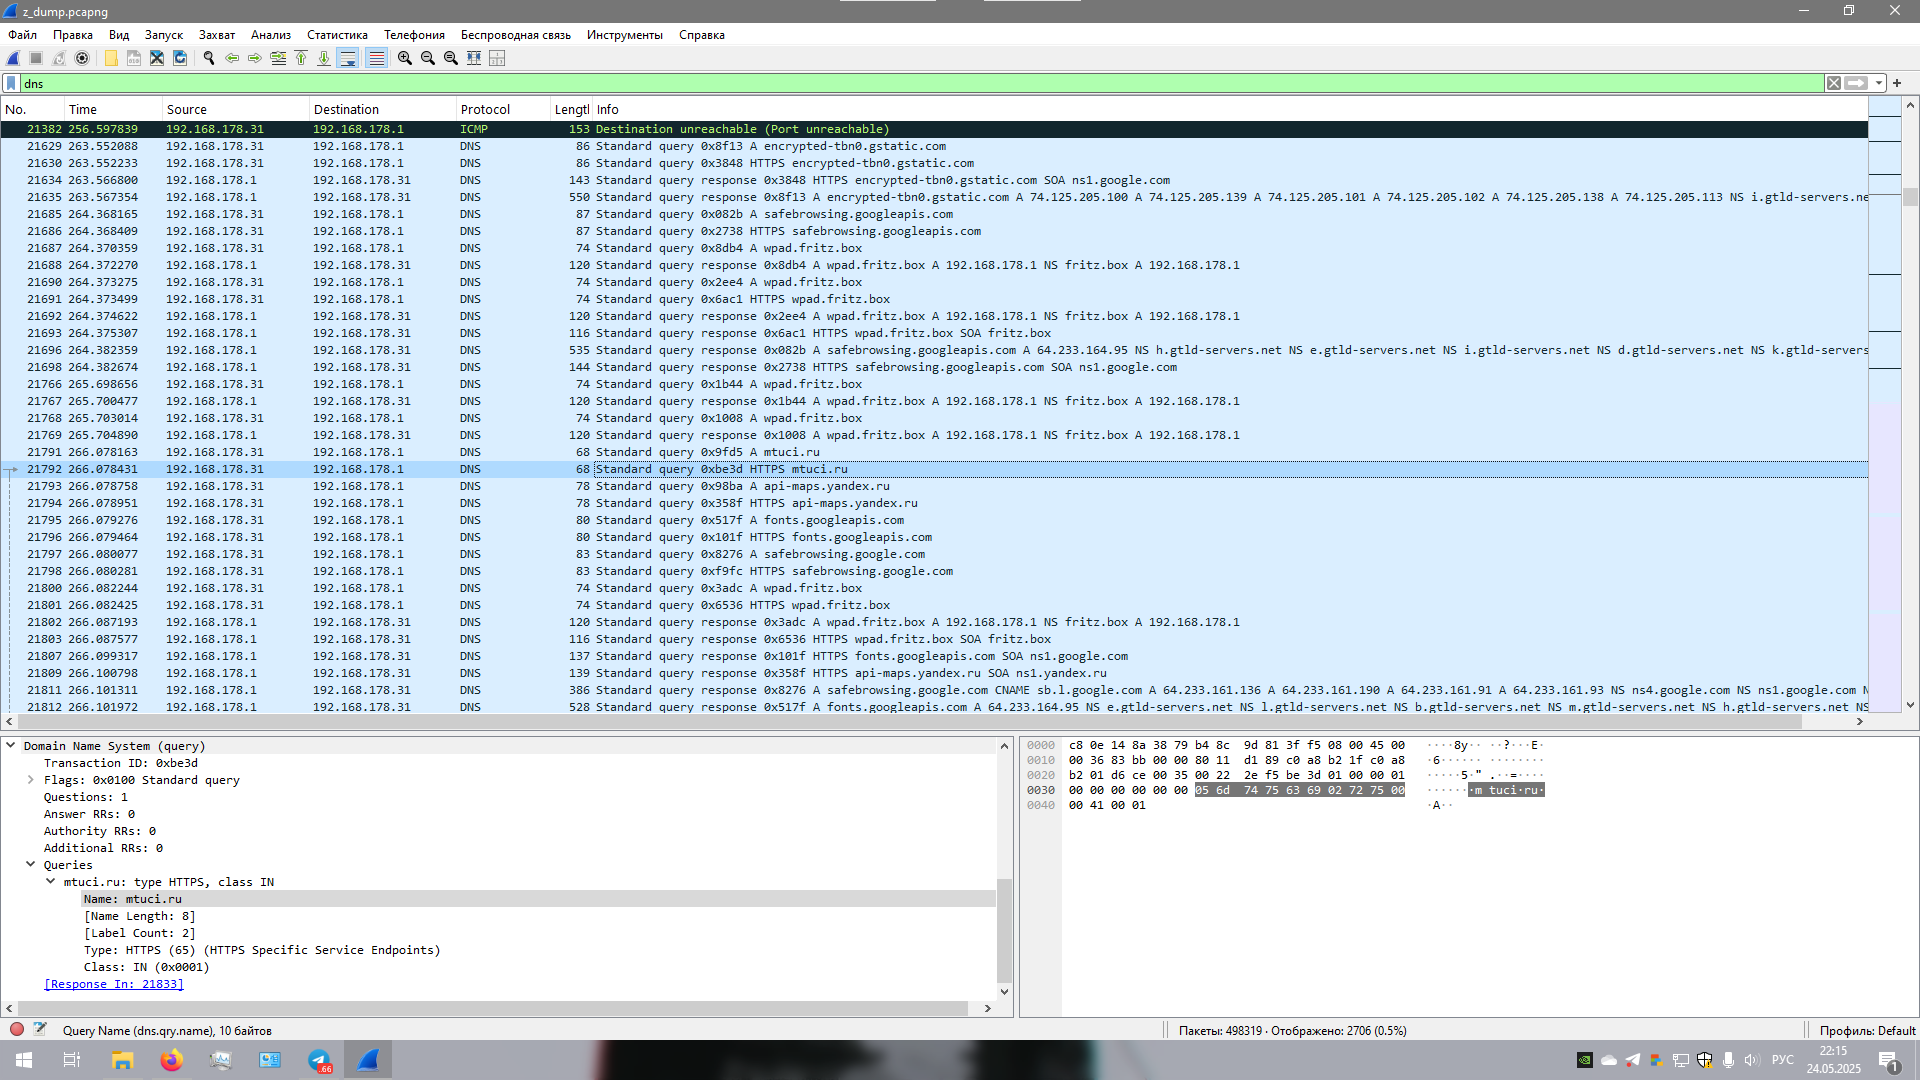 z_dump.pcapng
Файл Правка Вид Запуск Захват Анализ Статистика Телефония Беспроводная связь Инструменты Справка
dns
No. Time Source Destination Protocol Lengtl Info
21382 256.597839 192.168.178.31 192.168.178.1 ICMP 153 Destination unreachable (Port unreachable)
21629 263.552088 192.168.178.31 192.168.178.1 DNS 86 Standard query 0x8f13 A encrypted-tbn0.gstatic.com
21630 263.552233 192.168.178.31 192.168.178.1 DNS 86 Standard query 0x3848 HTTPS encrypted-tbn0.gstatic.com
21634 263.566800 192.168.178.1 192.168.178.31 DNS 143 Standard query response 0x3848 HTTPS encrypted-tbn0.gstatic.com SOA ns1.google.com
21635 263.567354 192.168.178.1 192.168.178.31 DNS 550 Standard query response 0x8f13 A encrypted-tbn0.gstatic.com A 74.125.205.100 A 74.125.205.139 A 74.125.205.101 A 74.125.205.102 A 74.125.205.138 A 74.125.205.113 NS i.gtld-servers.ne
21685 264.368165 192.168.178.31 192.168.178.1 DNS 87 Standard query 0x082b A safebrowsing.googleapis.com
21686 264.368409 192.168.178.31 192.168.178.1 DNS 87 Standard query 0x2738 HTTPS safebrowsing.googleapis.com
21687 264.370359 192.168.178.31 192.168.178.1 DNS 74 Standard query 0x8db4 A wpad.fritz.box
21688 264.372270 192.168.178.1 192.168.178.31 DNS 120 Standard query response 0x8db4 A wpad.fritz.box A 192.168.178.1 NS fritz.box A 192.168.178.1
21690 264.373275 192.168.178.31 192.168.178.1 DNS 74 Standard query 0x2ee4 A wpad.fritz.box
21691 264.373499 192.168.178.31 192.168.178.1 DNS 74 Standard query 0x6ac1 HTTPS wpad.fritz.box
21692 264.374622 192.168.178.1 192.168.178.31 DNS 120 Standard query response 0x2ee4 A wpad.fritz.box A 192.168.178.1 NS fritz.box A 192.168.178.1
21693 264.375307 192.168.178.1 192.168.178.31 DNS 116 Standard query response 0x6ac1 HTTPS wpad.fritz.box SOA fritz.box
21696 264.382359 192.168.178.1 192.168.178.31 DNS 535 Standard query response 0x082b A safebrowsing.googleapis.com A 64.233.164.95 NS h.gtld-servers.net NS e.gtld-servers.net NS i.gtld-servers.net NS d.gtld-servers.net NS k.gtld-servers
21698 264.382674 192.168.178.1 192.168.178.31 DNS 144 Standard query response 0x2738 HTTPS safebrowsing.googleapis.com SOA ns1.google.com
21766 265.698656 192.168.178.31 192.168.178.1 DNS 74 Standard query 0x1b44 A wpad.fritz.box
21767 265.700477 192.168.178.1 192.168.178.31 DNS 120 Standard query response 0x1b44 A wpad.fritz.box A 192.168.178.1 NS fritz.box A 192.168.178.1
21768 265.703014 192.168.178.31 192.168.178.1 DNS 74 Standard query 0x1008 A wpad.fritz.box
21769 265.704890 192.168.178.1 192.168.178.31 DNS 120 Standard query response 0x1008 A wpad.fritz.box A 192.168.178.1 NS fritz.box A 192.168.178.1
21791 266.078163 192.168.178.31 192.168.178.1 DNS 68 Standard query 0x9fd5 A mtuci.ru
21792 266.078431 192.168.178.31 192.168.178.1 DNS 68 Standard query 0xbe3d HTTPS mtuci.ru
21793 266.078758 192.168.178.31 192.168.178.1 DNS 78 Standard query 0x98ba A api-maps.yandex.ru
21794 266.078951 192.168.178.31 192.168.178.1 DNS 78 Standard query 0x358f HTTPS api-maps.yandex.ru
21795 266.079276 192.168.178.31 192.168.178.1 DNS 80 Standard query 0x517f A fonts.googleapis.com
21796 266.079464 192.168.178.31 192.168.178.1 DNS 80 Standard query 0x101f HTTPS fonts.googleapis.com
21797 266.080077 192.168.178.31 192.168.178.1 DNS 83 Standard query 0x8276 A safebrowsing.google.com
21798 266.080281 192.168.178.31 192.168.178.1 DNS 83 Standard query 0xf9fc HTTPS safebrowsing.google.com
21800 266.082244 192.168.178.31 192.168.178.1 DNS 74 Standard query 0x3adc A wpad.fritz.box
21801 266.082425 192.168.178.31 192.168.178.1 DNS 74 Standard query 0x6536 HTTPS wpad.fritz.box
21802 266.087193 192.168.178.1 192.168.178.31 DNS 120 Standard query response 0x3adc A wpad.fritz.box A 192.168.178.1 NS fritz.box A 192.168.178.1
21803 266.087577 192.168.178.1 192.168.178.31 DNS 116 Standard query response 0x6536 HTTPS wpad.fritz.box SOA fritz.box
21807 266.099317 192.168.178.1 192.168.178.31 DNS 137 Standard query response 0x101f HTTPS fonts.googleapis.com SOA ns1.google.com
21809 266.100798 192.168.178.1 192.168.178.31 DNS 139 Standard query response 0x358f HTTPS api-maps.yandex.ru SOA ns1.yandex.ru
21811 266.101311 192.168.178.1 192.168.178.31 DNS 386 Standard query response 0x8276 A safebrowsing.google.com CNAME sb.l.google.com A 64.233.161.136 A 64.233.161.190 A 64.233.161.91 A 64.233.161.93 NS ns4.google.com NS ns1.google.com N
21812 266.101972 192.168.178.1 192.168.178.31 DNS 528 Standard query response 0x517f A fonts.googleapis.com A 64.233.164.95 NS e.gtld-servers.net NS l.gtld-servers.net NS b.gtld-servers.net NS m.gtld-servers.net NS h.gtld-servers.net NS
Domain Name System (query)
Transaction ID: 0xbe3d
Flags: 0x0100 Standard query
Questions: 1
Answer RRs: 0
Authority RRs: 0
Additional RRs: 0
Queries
mtuci.ru: type HTTPS, class IN
Name: mtuci.ru
[Name Length: 8]
[Label Count: 2]
Type: HTTPS (65) (HTTPS Specific Service Endpoints)
Class: IN (0x0001)
[Response In: 21833]
0000 c8 0e 14 8a 38 79 b4 8c 9d 81 3f f5 08 00 45 00 ····8y·· ··?···E·
0010 00 36 83 bb 00 00 80 11 d1 89 c0 a8 b2 1f c0 a8 ·6······ ········
0020 b2 01 d6 ce 00 35 00 22 2e f5 be 3d 01 00 00 01 ·····5·" .··=····
0030 00 00 00 00 00 00 05 6d 74 75 63 69 02 72 75 00 ·······m tuci·ru·
0040 00 41 00 01 ·A··
Query Name (dns.qry.name), 10 байтов
Пакеты: 498319 · Отображено: 2706 (0.5%)
Профиль: Default
66
РУС
22:15
24.05.2025
1